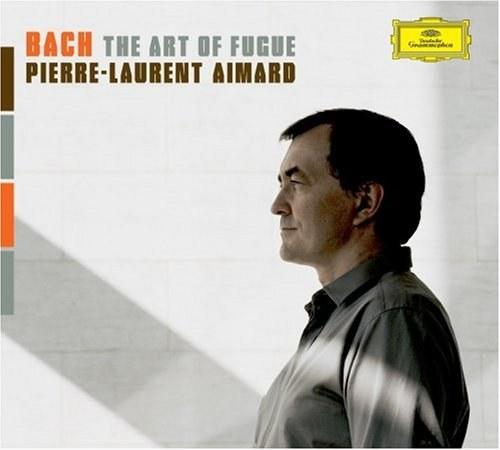 BACH THE ART OF FUGUE
PIERRE-LAURENT AIMARD
Deutsche
Grammophon